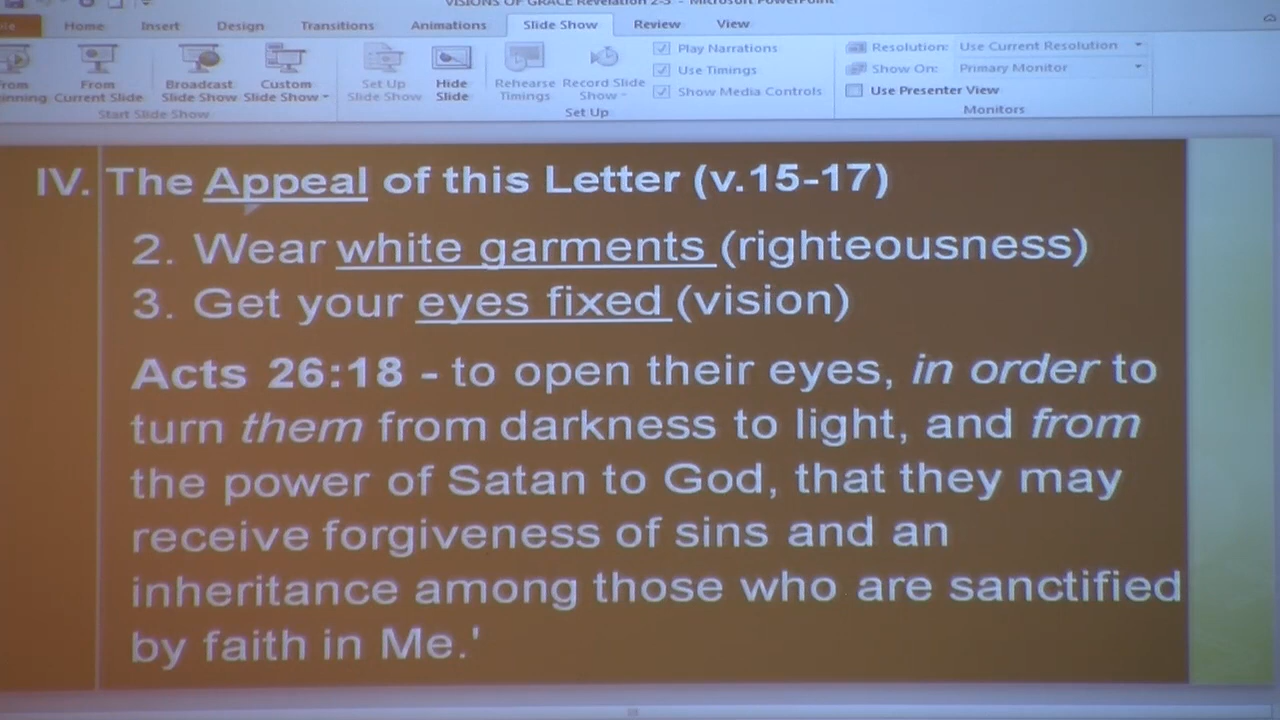 VISIONS OF GRACE Revelation 2-3 - Microsoft PowerPoint
Home Insert Design Transitions Animations Slide Show Review View
From Broadcast Custom Set Up Hide Rehearse Record Slide
Current Slide Slide Show Slide Show Slide Show Slide Timings Show
Start Slide Show Set Up Monitors
Play Narrations
Use Timings
Show Media Controls
Resolution: Use Current Resolution
Show On: Primary Monitor
Use Presenter View
IV. The Appeal of this Letter (v.15-17)
2. Wear white garments (righteousness)
3. Get your eyes fixed (vision)
Acts 26:18 - to open their eyes, in order to
turn them from darkness to light, and from
the power of Satan to God, that they may
receive forgiveness of sins and an
inheritance among those who are sanctified
by faith in Me.'